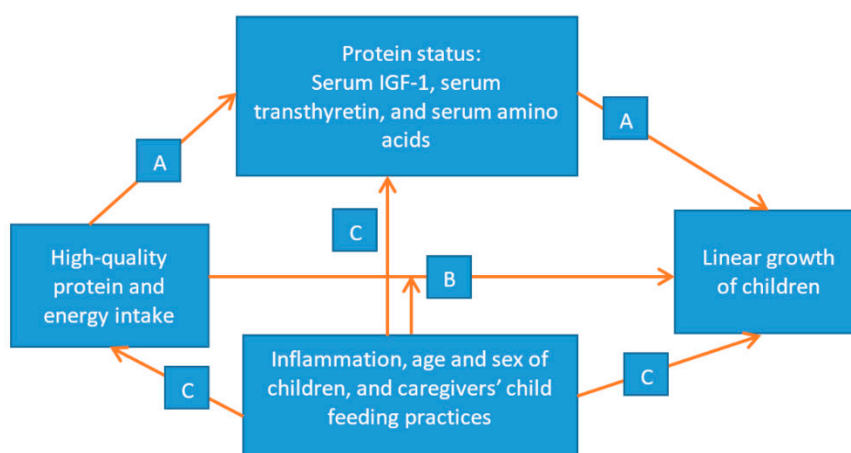 Protein status:
Serum IGF-1, serum
transthyretin, and serum amino
acids
A
A
C
High-quality
protein and
energy intake
B
Linear growth
of children
Inflammation, age and sex of
children, and caregivers’ child
feeding practices
C
C